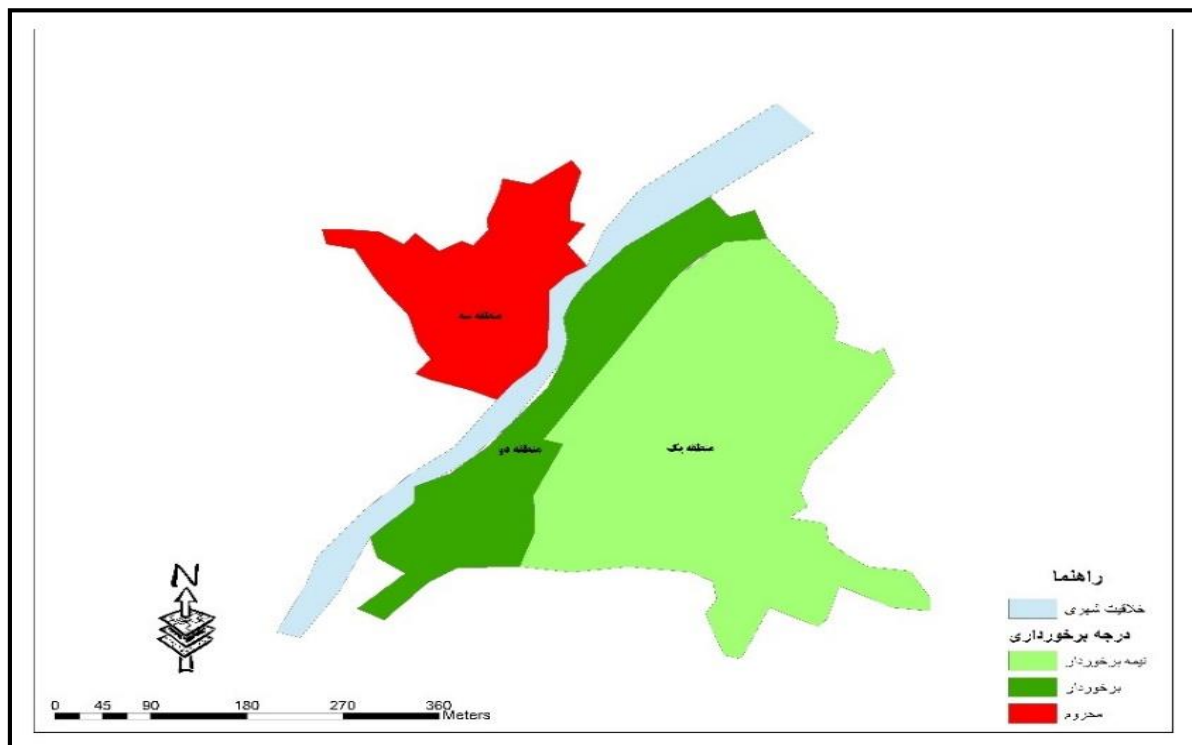 منطقه سه
منطقه دو
منطقه یک
N
0 45 90 180 270 360
Meters
راهنما
خلاقیت شهری
درجه برخورداری
نیمه برخوردار
برخوردار
محروم